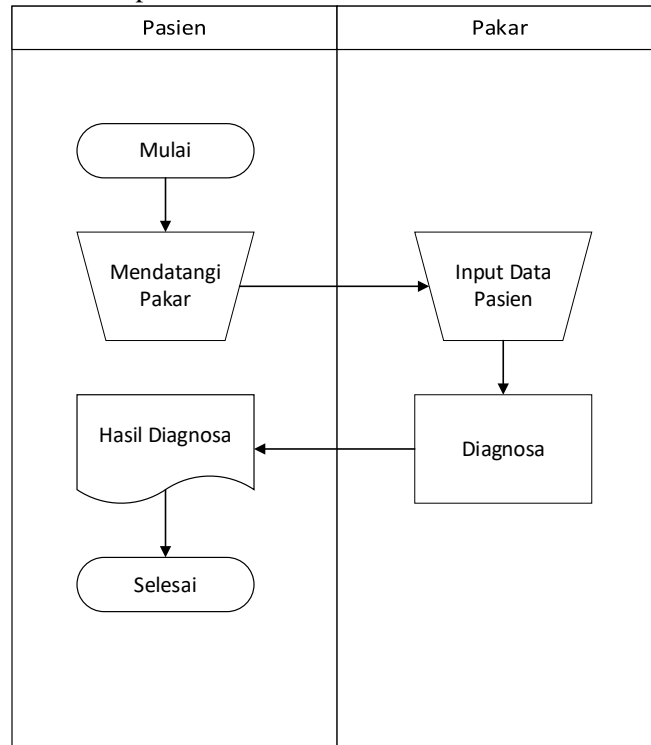 Pasien
Pakar
Mulai
Mendatangi
Pakar
Input Data
Pasien
Hasil Diagnosa
Diagnosa
Selesai